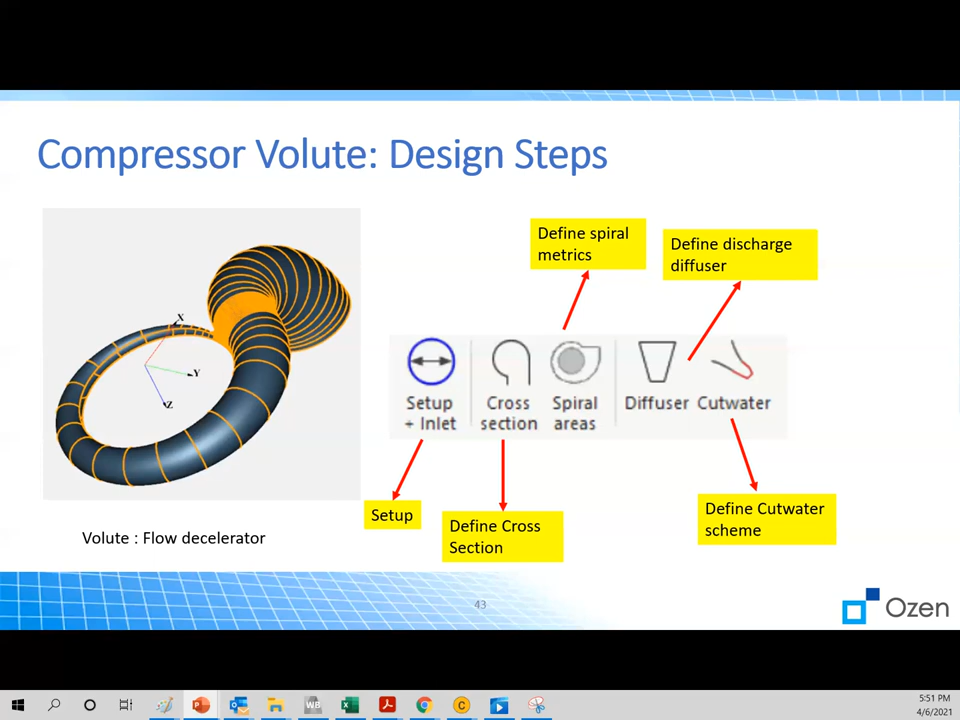 Compressor Volute: Design Steps
Define spiral
metrics
Define discharge
diffuser
X
Y
Z
Setup
+ Inlet
Cross
section
Spiral
areas
Diffuser
Cutwater
Setup
Define Cross
Section
Define Cutwater
scheme
Volute : Flow decelerator
43
Ozen
WB
5:51 PM
4/6/2021